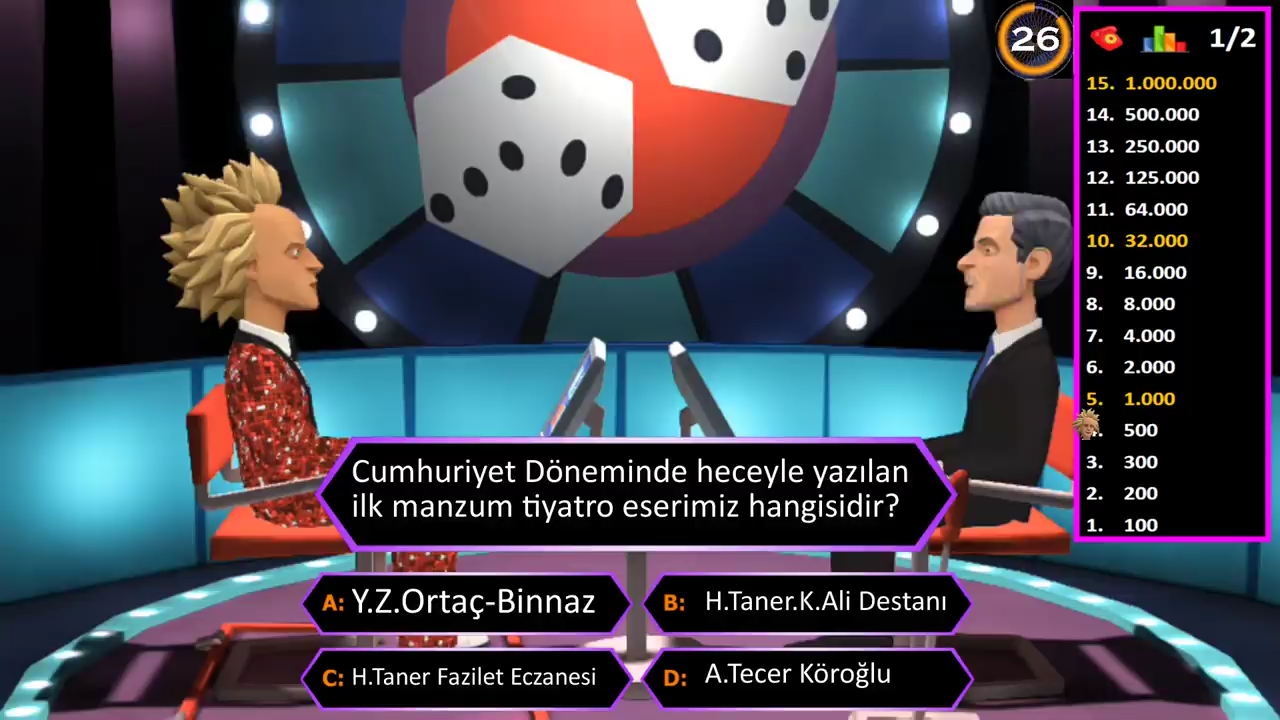 26
1/2
15. 1.000.000
14. 500.000
13. 250.000
12. 125.000
11. 64.000
10. 32.000
9. 16.000
8. 8.000
7. 4.000
6. 2.000
5. 1.000
500
3. 300
2. 200
1. 100
Cumhuriyet Döneminde heceyle yazılan
ilk manzum tiyatro eserimiz hangisidir?
A: Y.Z.Ortaç-Binnaz
B: H.Taner.K.Ali Destanı
C: H.Taner Fazilet Eczanesi
D: A.Tecer Köroğlu